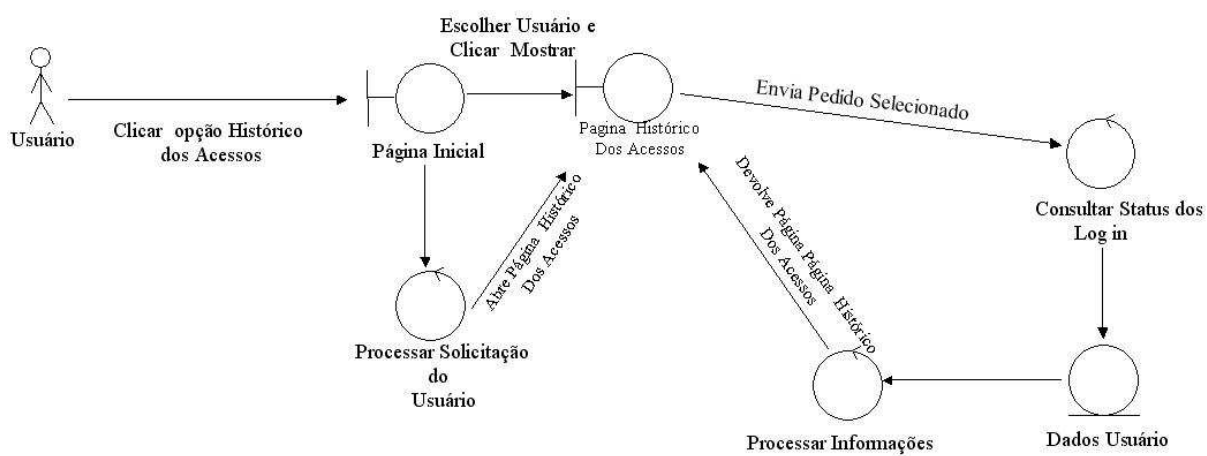 Escolher Usuário e
Clicar Mostrar
Envia Pedido Selecionado
Usuário
Clicar opção Histórico
dos Acessos
Página Inicial
Pagina Histórico
Dos Acessos
Consultar Status dos
Log in
Abre Página Histórico
Dos Acessos
Devolve Página Página Histórico
Dos Acessos
Processar Solicitação
do
Usuário
Processar Informações
Dados Usuário